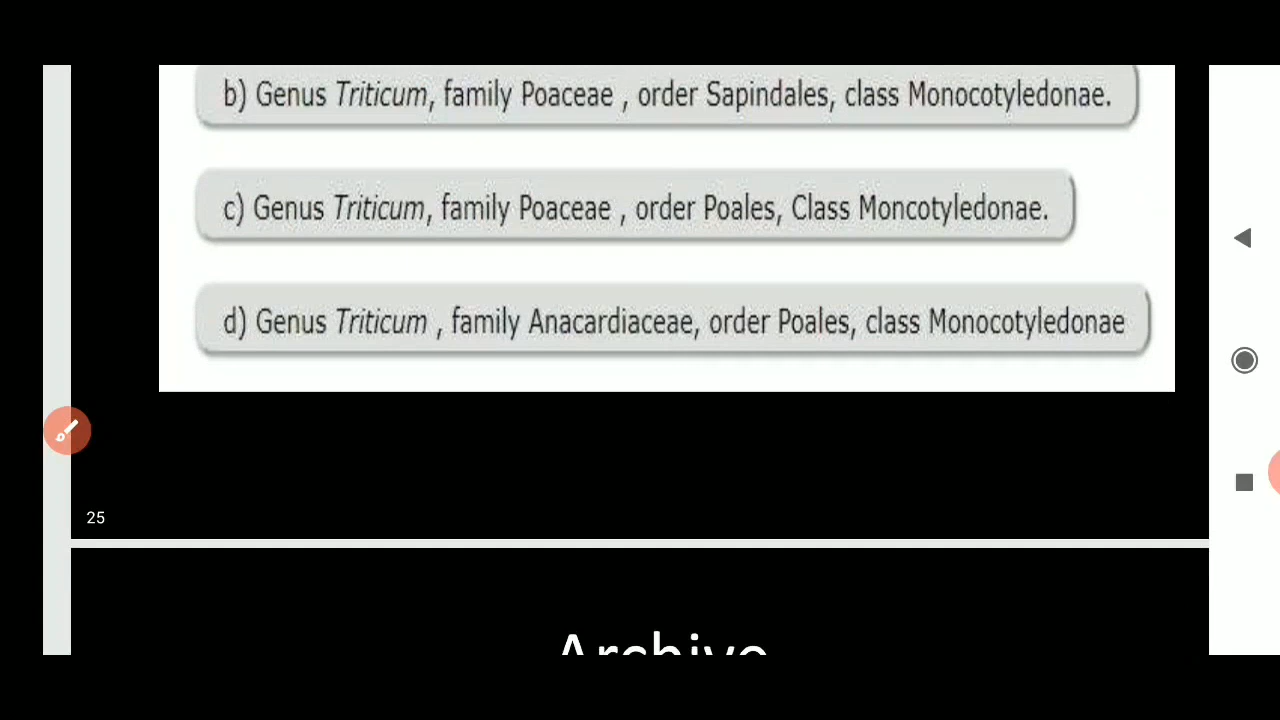 b) Genus Triticum, family Poaceae , order Sapindales, class Monocotyledonae.
c) Genus Triticum, family Poaceae , order Poales, Class Moncotyledonae.
d) Genus Triticum , family Anacardiaceae, order Poales, class Monocotyledonae
25
Archive